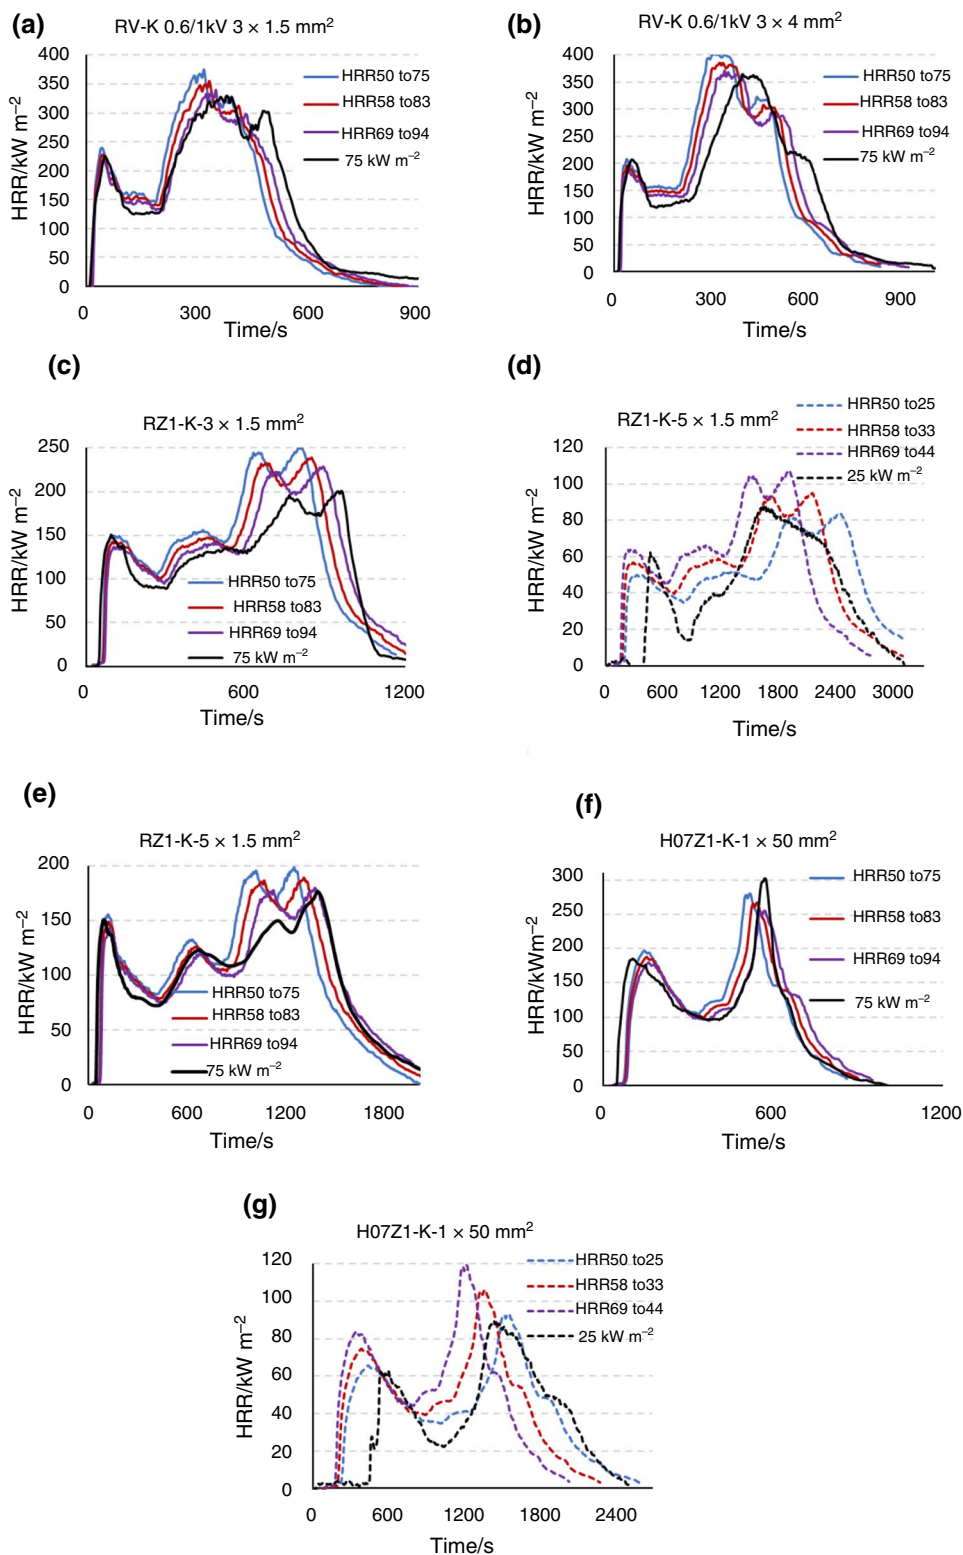 (a)
RV-K 0.6/1kV 3 × 1.5 mm²
400
350
300
250
200
150
100
50
0
HRR/kW m⁻²
HRR50 to75
HRR58 to83
HRR69 to94
75 kW m⁻²
0 300 600 900
Time/s
(b)
RV-K 0.6/1kV 3 × 4 mm²
400
350
300
250
200
150
100
50
0
HRR/kW m⁻²
HRR50 to75
HRR58 to83
HRR69 to94
75 kW m⁻²
0 300 600 900
Time/s
(c)
RZ1-K-3 × 1.5 mm²
250
200
150
100
50
0
HRR/kW m⁻²
HRR50 to75
HRR58 to83
HRR69 to94
75 kW m⁻²
0 600 1200
Time/s
(d)
RZ1-K-5 × 1.5 mm²
120
100
80
60
40
20
0
HRR/kW m⁻²
HRR50 to25
HRR58 to33
HRR69 to44
25 kW m⁻²
0 600 1200 1800 2400 3000
Time/s
(e)
RZ1-K-5 × 1.5 mm²
200
150
100
50
0
HRR/kW m⁻²
HRR50 to75
HRR58 to83
HRR69 to94
75 kW m⁻²
0 600 1200 1800
Time/s
(f)
H07Z1-K-1 × 50 mm²
300
250
200
150
100
50
0
HRR/kWm⁻²
HRR50 to75
HRR58 to83
HRR69 to94
75 kW m⁻²
0 600 1200
Time/s
(g)
H07Z1-K-1 × 50 mm²
120
100
80
60
40
20
0
HRR/kW m⁻²
HRR50 to25
HRR58 to33
HRR69 to44
25 kW m⁻²
0 600 1200 1800 2400
Time/s